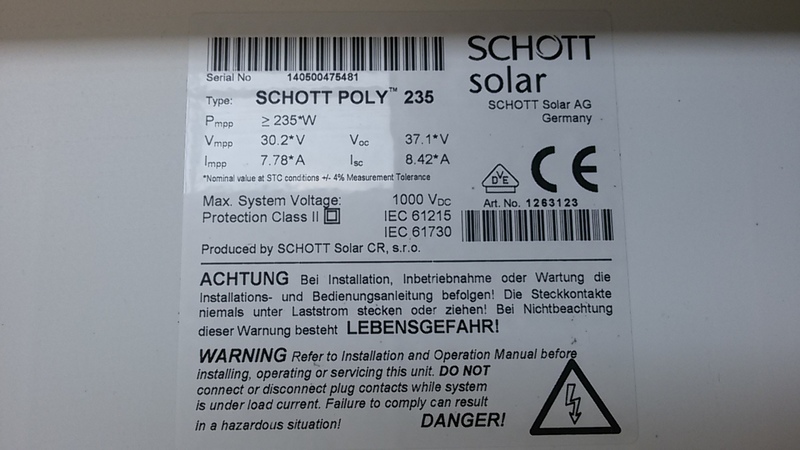 SCHOTT
solar
SCHOTT Solar AG
Germany
Serial No 140500475481
Type: SCHOTT POLY™ 235
Pmpp ≥ 235*W
Vmpp 30.2*V Voc 37.1*V
Impp 7.78*A Isc 8.42*A
*Nominal value at STC conditions +/- 4% Measurement Tolerance
DVE
CE
Art. No. 1263123
Max. System Voltage: 1000 VDC
Protection Class II IEC 61215
IEC 61730
Produced by SCHOTT Solar CR, s.r.o.
ACHTUNG Bei Installation, Inbetriebnahme oder Wartung die
Installations- und Bedienungsanleitung befolgen! Die Steckkontakte
niemals unter Laststrom stecken oder ziehen! Bei Nichtbeachtung
dieser Warnung besteht LEBENSGEFAHR!
WARNING Refer to Installation and Operation Manual before
installing, operating or servicing this unit. DO NOT
connect or disconnect plug contacts while system
is under load current. Failure to comply can result
in a hazardous situation! DANGER!